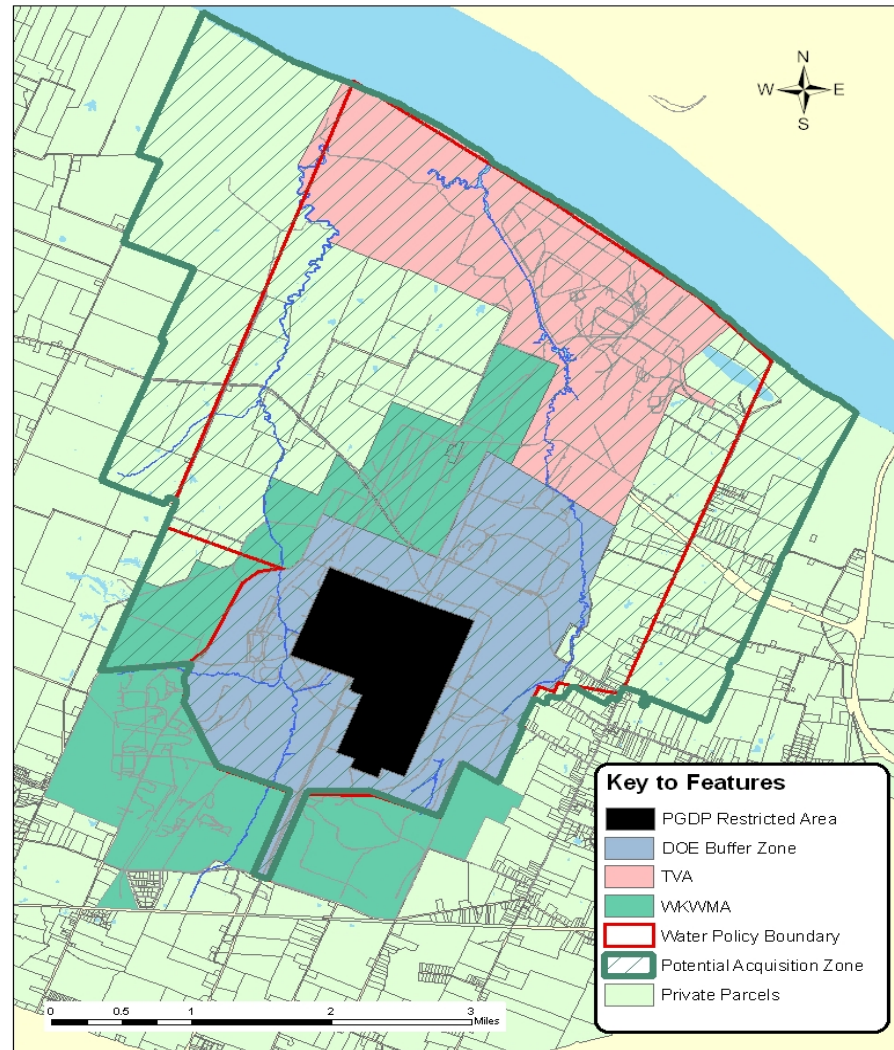 N
W E
S
Key to Features
PGDP Restricted Area
DOE Buffer Zone
TVA
WKWMA
Water Policy Boundary
Potential Acquisition Zone
Private Parcels
0 0.5 1 2 3
Miles